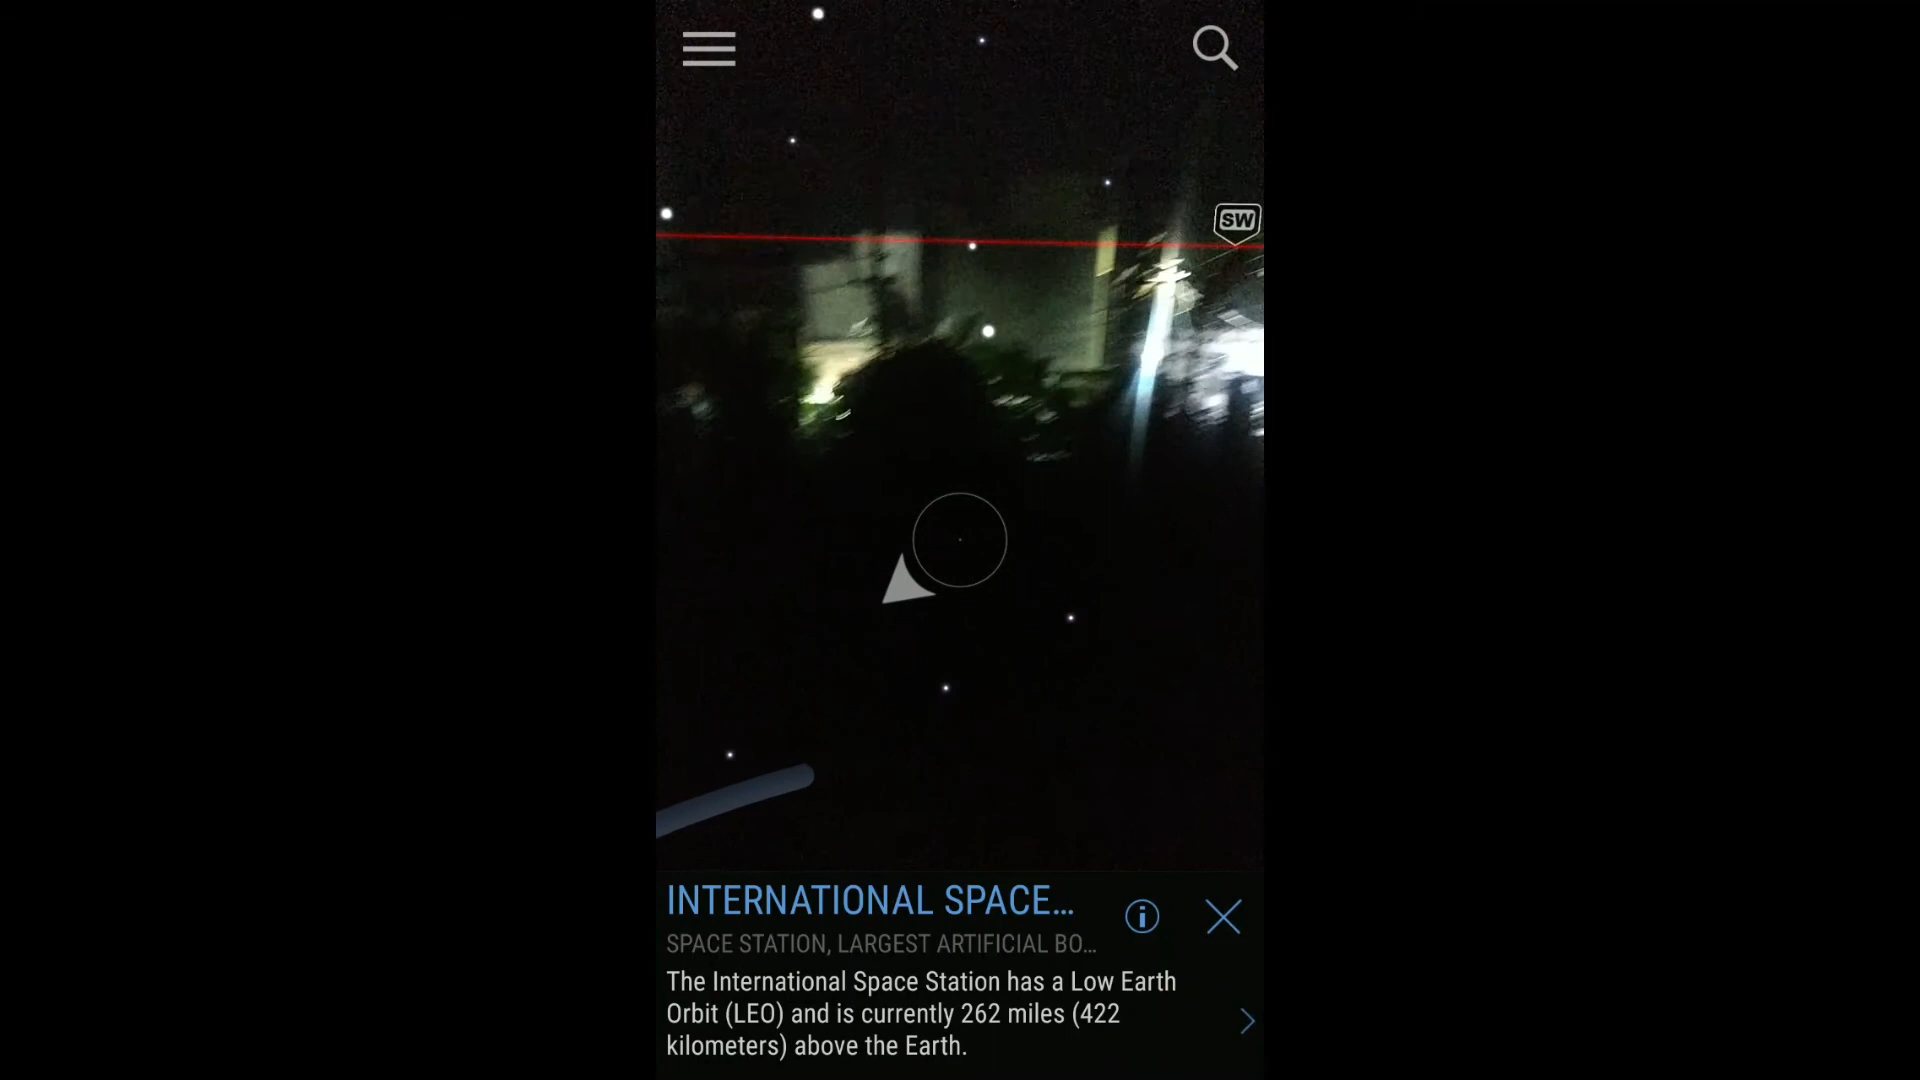 SW
INTERNATIONAL SPACE...
SPACE STATION, LARGEST ARTIFICIAL BO...
The International Space Station has a Low Earth
Orbit (LEO) and is currently 262 miles (422
kilometers) above the Earth.